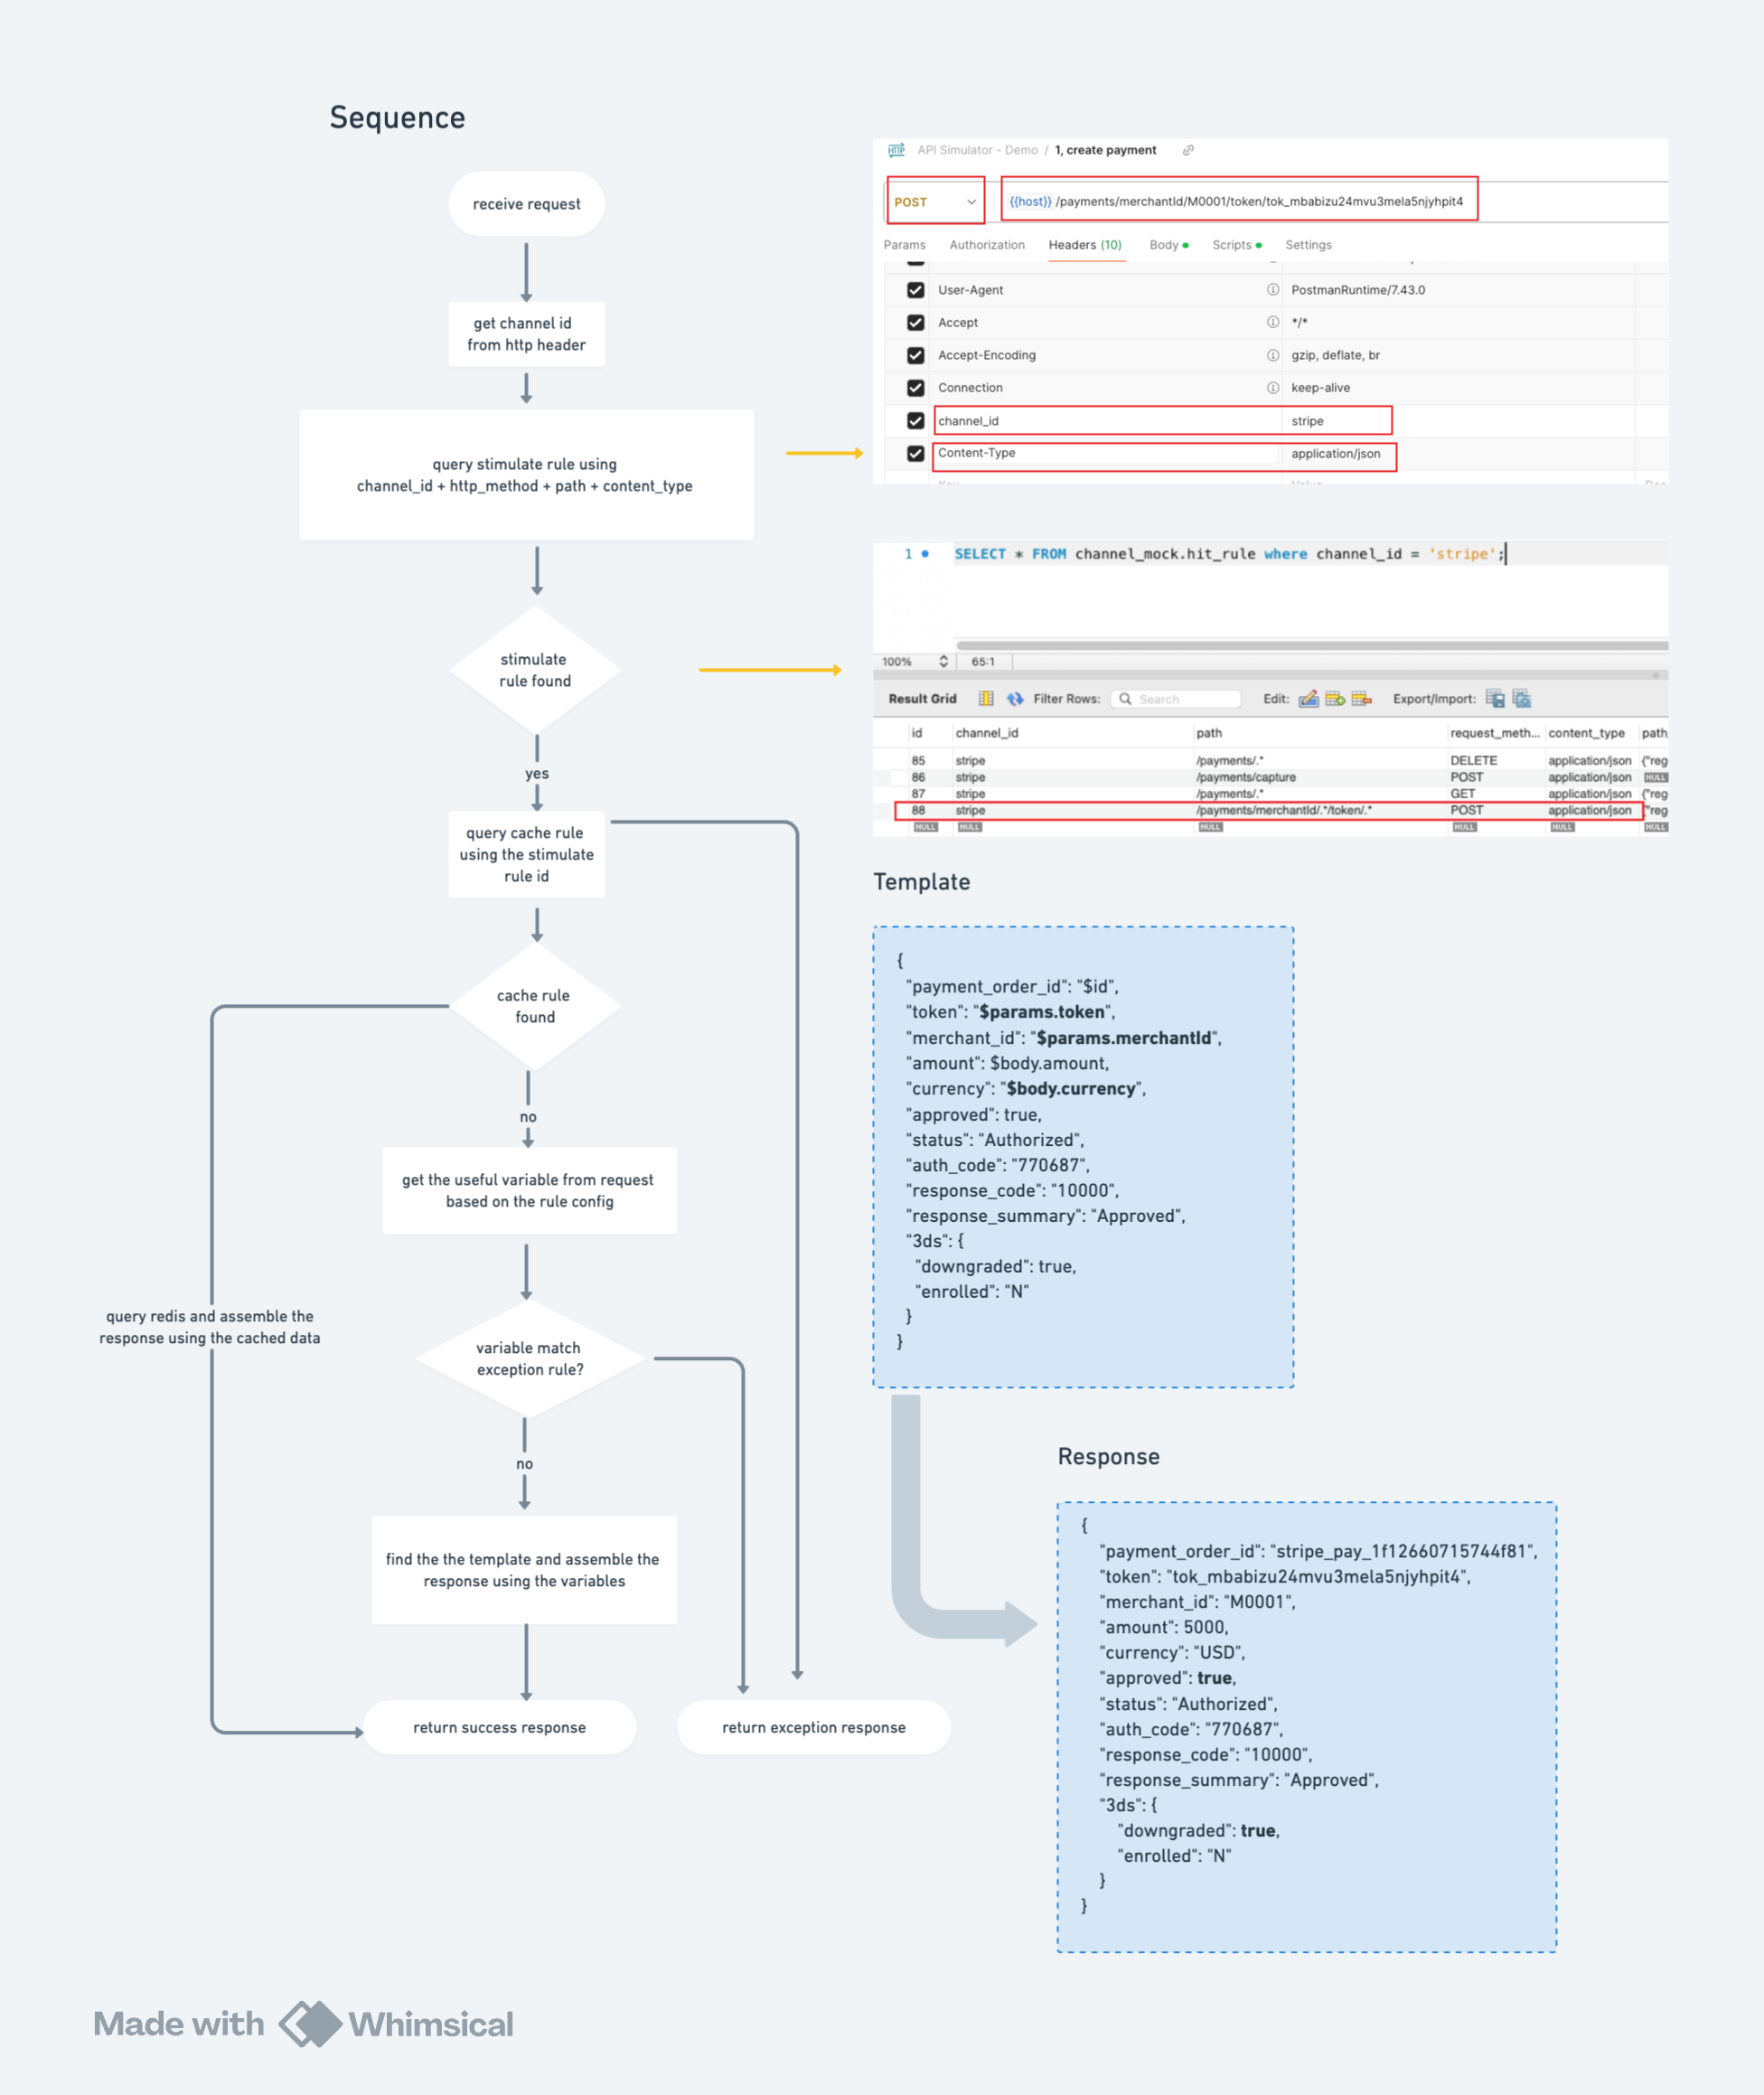 Sequence
receive request
get channel id
from http header
query stimulate rule using
channel_id + http_method + path + content_type
stimulate
rule found
yes
query cache rule
using the stimulate
rule id
cache rule
found
no
get the useful variable from request
based on the rule config
query redis and assemble the
response using the cached data
variable match
exception rule?
no
find the the template and assemble the
response using the variables
return success response
return exception response
HTTP API Simulator - Demo / 1, create payment
POST {{host}} /payments/merchantId/M0001/token/tok_mbabizu24mvu3mela5njyhpit4
Params Authorization Headers (10) Body Scripts Settings
User-Agent PostmanRuntime/7.43.0
Accept */*
Accept-Encoding gzip, deflate, br
Connection keep-alive
channel_id stripe
Content-Type application/json
1 SELECT * FROM channel_mock.hit_rule where channel_id = 'stripe';
100% 65:1
Result Grid Filter Rows: Search Edit: Export/Import:
id channel_id path request_meth... content_type path_
85 stripe /payments/.* DELETE application/json {"reg
86 stripe /payments/capture POST application/json NULL
87 stripe /payments/.* GET application/json {"reg
88 stripe /payments/merchantId/.*/token/.* POST application/json {"reg
NULL NULL NULL NULL NULL NULL
Template
{
"payment_order_id": "$id",
"token": "$params.token",
"merchant_id": "$params.merchantId",
"amount": $body.amount,
"currency": "$body.currency",
"approved": true,
"status": "Authorized",
"auth_code": "770687",
"response_code": "10000",
"response_summary": "Approved",
"3ds": {
"downgraded": true,
"enrolled": "N"
}
}
Response
{
"payment_order_id": "stripe_pay_1f12660715744f81",
"token": "tok_mbabizu24mvu3mela5njyhpit4",
"merchant_id": "M0001",
"amount": 5000,
"currency": "USD",
"approved": true,
"status": "Authorized",
"auth_code": "770687",
"response_code": "10000",
"response_summary": "Approved",
"3ds": {
"downgraded": true,
"enrolled": "N"
}
}
Made with Whimsical